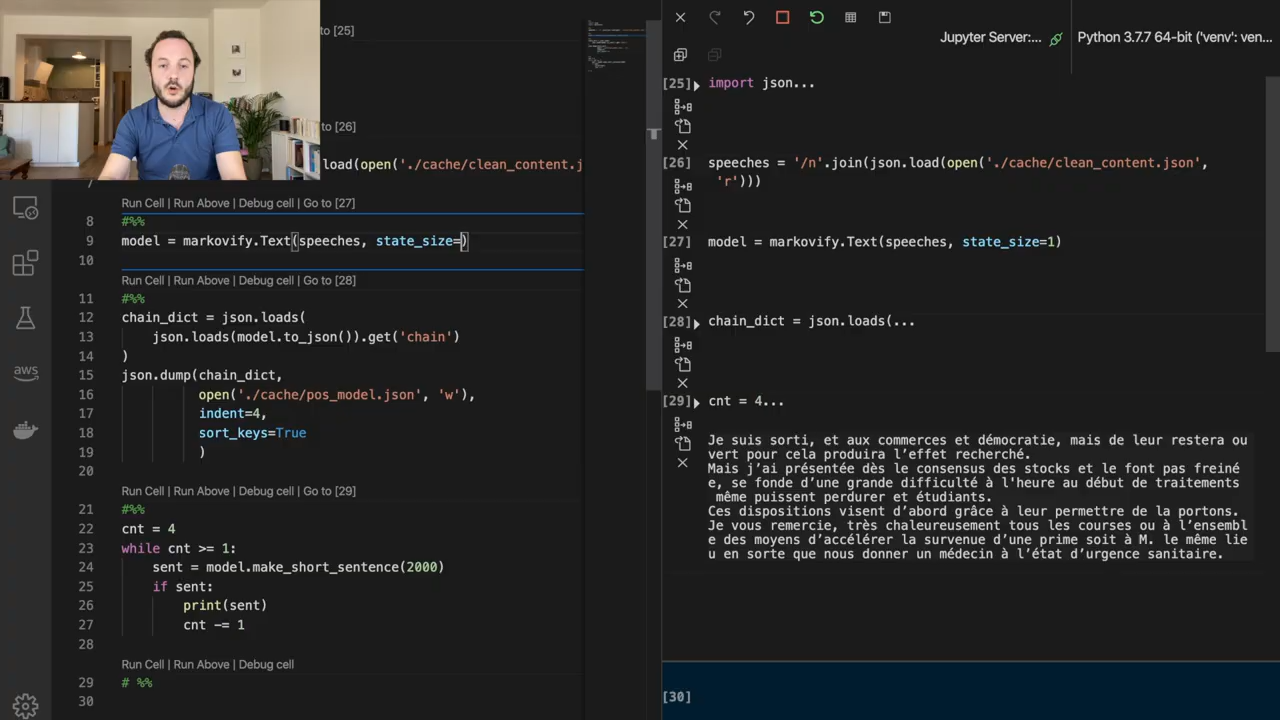 to [25]
to [26]
load(open('./cache/clean_content.j
7
Run Cell | Run Above | Debug cell | Go to [27]
8 #%%
9 model = markovify.Text(speeches, state_size=)
10
Run Cell | Run Above | Debug cell | Go to [28]
11 #%%
12 chain_dict = json.loads(
13 json.loads(model.to_json()).get('chain')
14 )
15 json.dump(chain_dict,
16 open('./cache/pos_model.json', 'w'),
17 indent=4,
18 sort_keys=True
19 )
20
Run Cell | Run Above | Debug cell | Go to [29]
21 #%%
22 cnt = 4
23 while cnt >= 1:
24 sent = model.make_short_sentence(2000)
25 if sent:
26 print(sent)
27 cnt -= 1
28
Run Cell | Run Above | Debug cell
29 # %%
30
aws
Jupyter Server:...
Python 3.7.7 64-bit ('venv': ven...
[25] import json...
[26] speeches = '/n'.join(json.load(open('./cache/clean_content.json',
'r')))
[27] model = markovify.Text(speeches, state_size=1)
[28] chain_dict = json.loads(...
[29] cnt = 4...
Je suis sorti, et aux commerces et démocratie, mais de leur restera ou
vert pour cela produira l'effet recherché.
Mais j'ai présentée dès le consensus des stocks et le font pas freiné
e, se fonde d'une grande difficulté à l'heure au début de traitements
même puissent perdurer et étudiants.
Ces dispositions visent d'abord grâce à leur permettre de la portons.
Je vous remercie, très chaleureusement tous les courses ou à l'ensembl
e des moyens d'accélérer la survenue d'une prime soit à M. le même lie
u en sorte que nous donner un médecin à l'état d'urgence sanitaire.
[30]